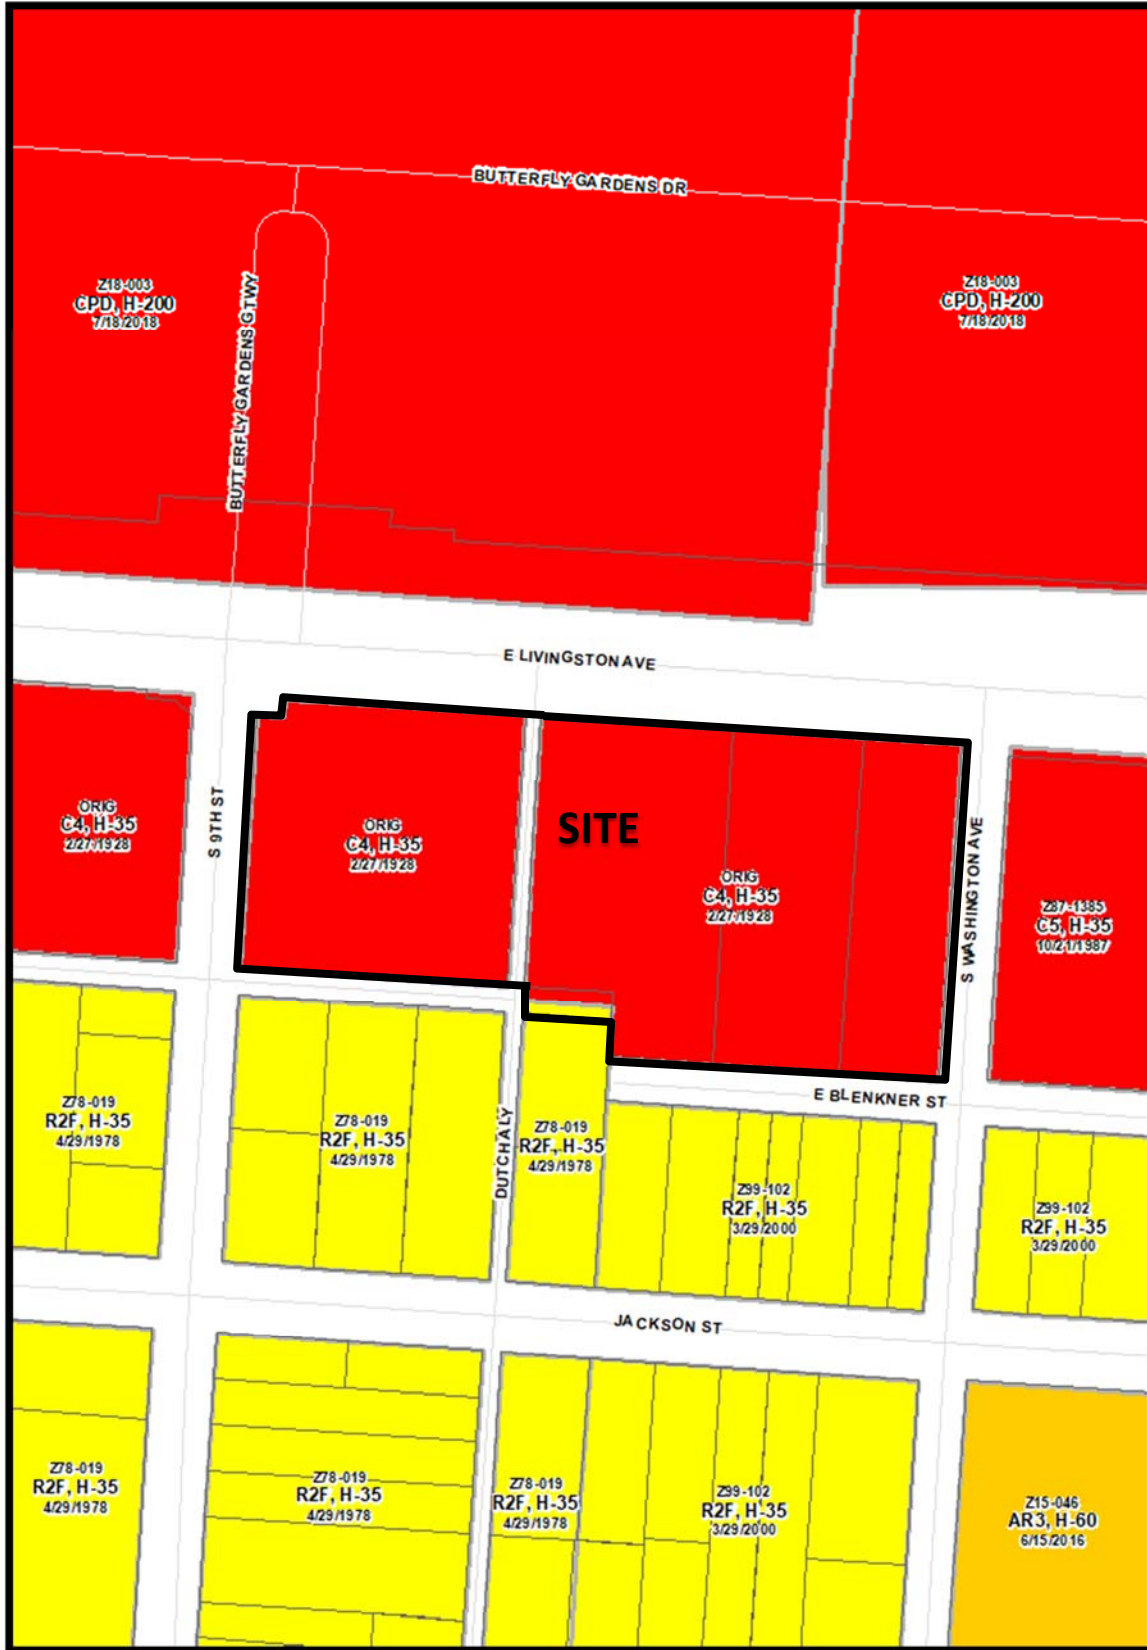 BUTTERFLY GARDENS DR
Z18-003
CPD, H-200
7/18/2018
Z18-003
CPD, H-200
7/18/2018
BUTTERFLY GARDENS GTWY
E LIVINGSTON AVE
ORIG
C4, H-35
2/27/1928
S 9TH ST
ORIG
C4, H-35
2/27/1928
SITE
ORIG
C4, H-35
2/27/1928
S WASHINGTON AVE
Z87-1385
C5, H-35
10/21/1987
E BLENKNER ST
Z78-019
R2F, H-35
4/29/1978
Z78-019
R2F, H-35
4/29/1978
DUTCH ALY
Z78-019
R2F, H-35
4/29/1978
Z99-102
R2F, H-35
3/29/2000
Z99-102
R2F, H-35
3/29/2000
JACKSON ST
Z78-019
R2F, H-35
4/29/1978
Z78-019
R2F, H-35
4/29/1978
Z78-019
R2F, H-35
4/29/1978
Z99-102
R2F, H-35
3/29/2000
Z15-046
AR3, H-60
6/15/2016